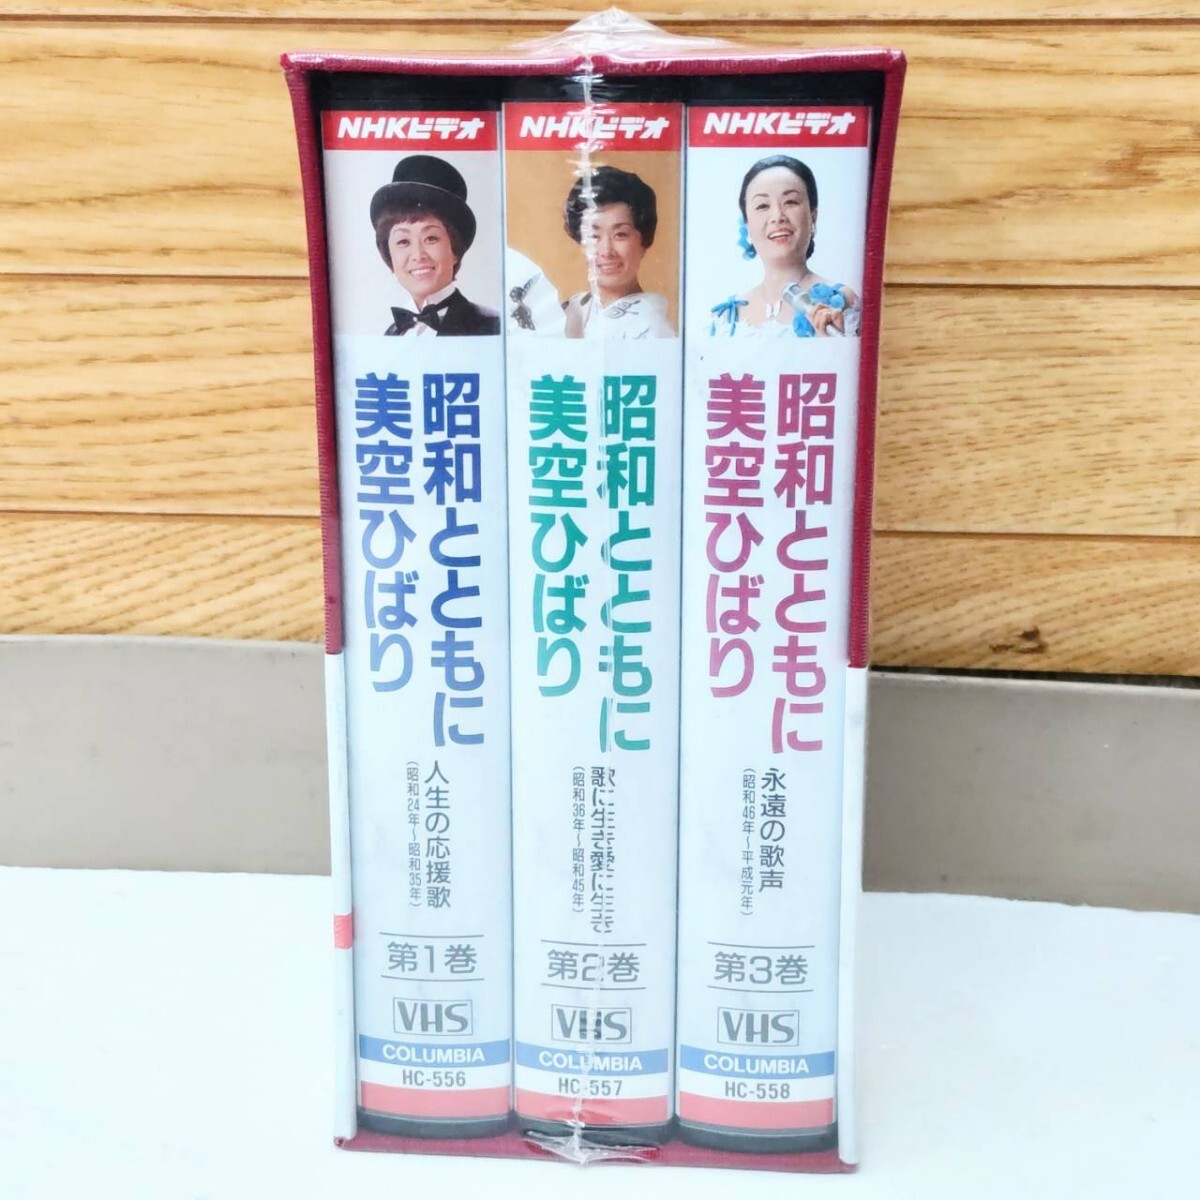 NHKビデオ
昭和とともに
美空ひばり
人生の応援歌
(昭和24年～昭和35年)
第1巻
VHS
COLUMBIA
HC-556
NHKビデオ
昭和とともに
美空ひばり
歌に生き愛に生き
(昭和36年～昭和45年)
第2巻
VHS
COLUMBIA
HC-557
NHKビデオ
昭和とともに
美空ひばり
永遠の歌声
(昭和46年～平成元年)
第3巻
VHS
COLUMBIA
HC-558